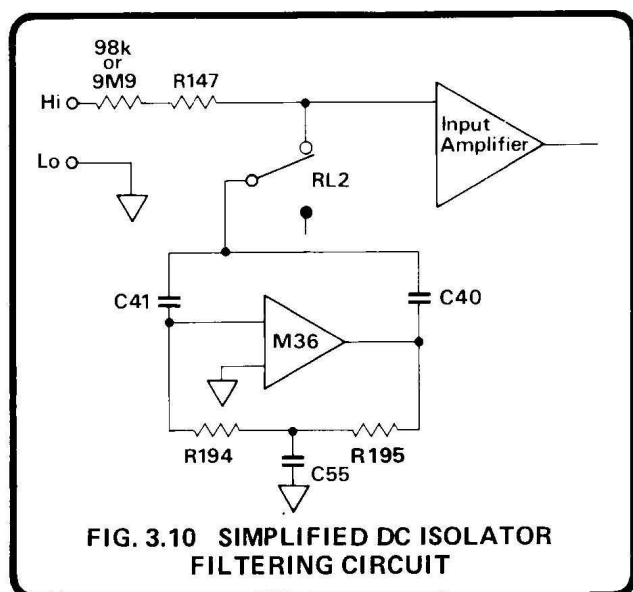 98k
or
9M9
R147
Hi
Lo
Input
Amplifier
RL2
C41
C40
M36
R194
R195
C55
FIG. 3.10 SIMPLIFIED DC ISOLATOR
FILTERING CIRCUIT